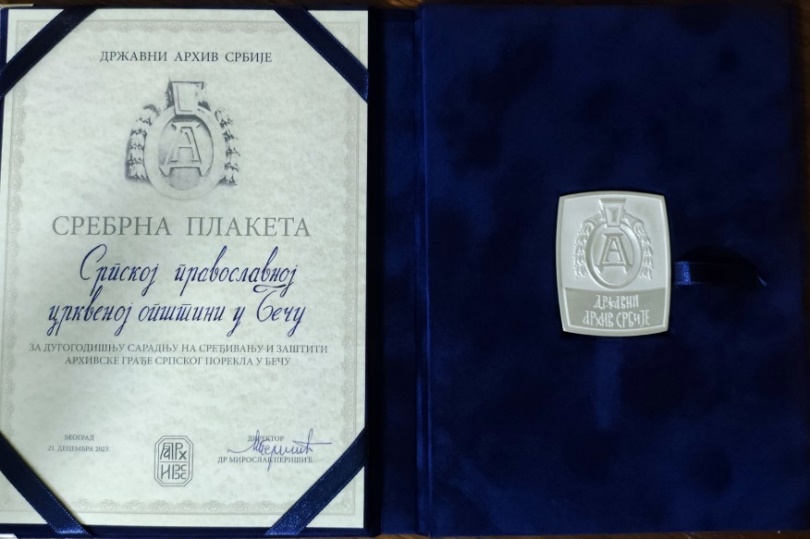 ДРЖАВНИ АРХИВ СРБИЈЕ
А
СРЕБРНА ПЛАКЕТА
Српској православној
црквеној општини у Бечу
ЗА ДУГОГОДИШЊУ САРАДЊУ НА СРЕЂИВАЊУ И ЗАШТИТИ
АРХИВСКЕ ГРАЂЕ СРПСКОГ ПОРЕКЛА У БЕЧУ
БЕОГРАД
21. ДЕЦЕМБРА 2023.
ДИРЕКТОР
ДР МИРОСЛАВ ПЕРИШИЋ
А
ДРЖАВНИ
АРХИВ СРБИЈЕ